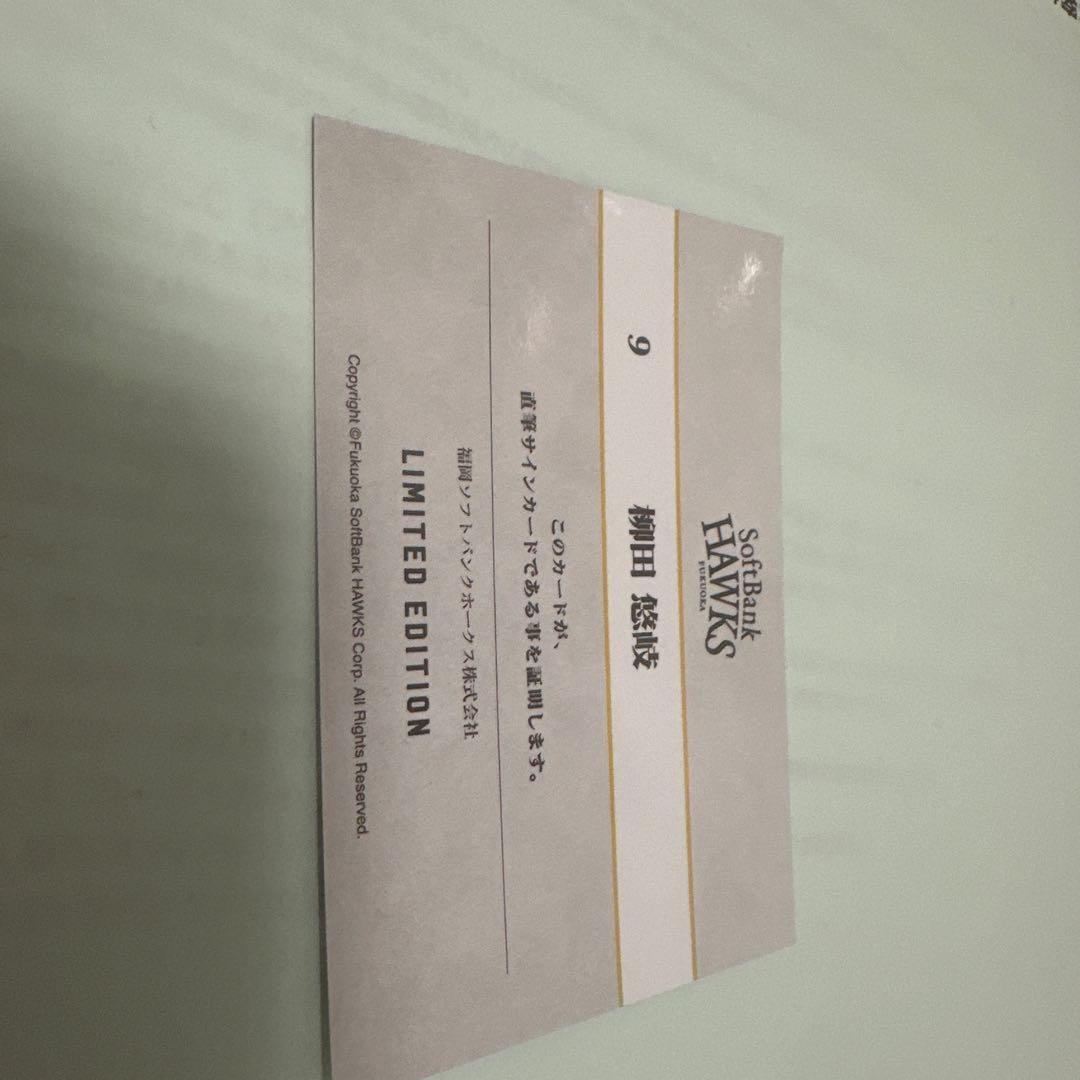 SoftBank
HAWKS
FUKUOKA
9 柳田 悠岐
このカードが、
直筆サインカードである事を証明します。
福岡ソフトバンクホークス株式会社
LIMITED EDITION
Copyright ©Fukuoka SoftBank HAWKS Corp. All Rights Reserved.